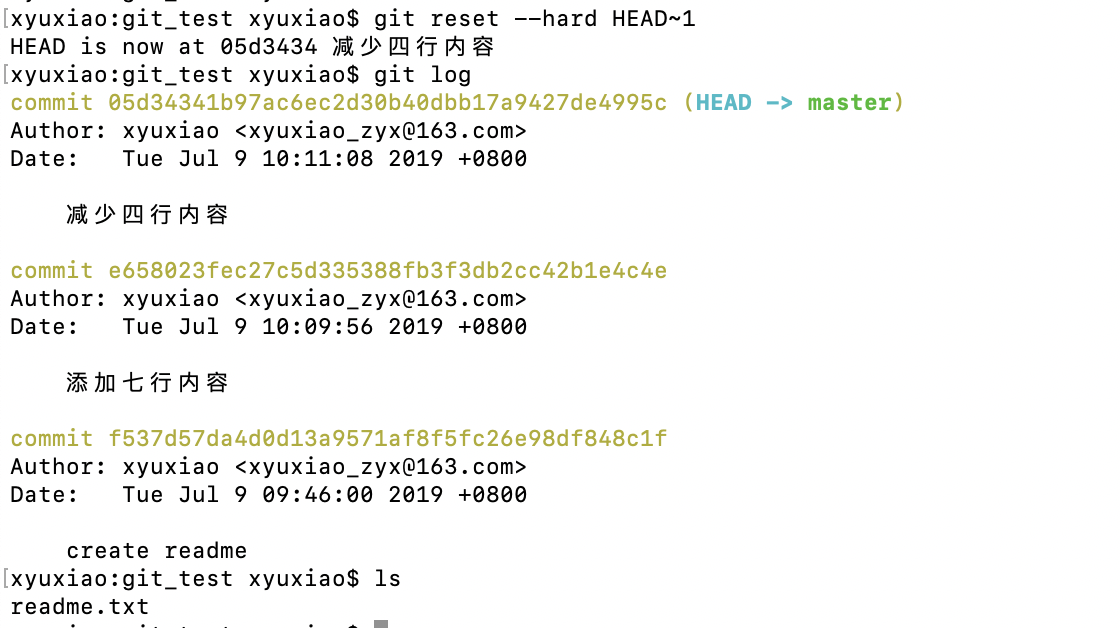 [xyuxiao:git_test xyuxiao$ git reset --hard HEAD~1
HEAD is now at 05d3434 减少四行内容
[xyuxiao:git_test xyuxiao$ git log
commit 05d34341b97ac6ec2d30b40dbb17a9427de4995c (HEAD -> master)
Author: xyuxiao <xyuxiao_zyx@163.com>
Date:   Tue Jul 9 10:11:08 2019 +0800
    减少四行内容
commit e658023fec27c5d335388fb3f3db2cc42b1e4c4e
Author: xyuxiao <xyuxiao_zyx@163.com>
Date:   Tue Jul 9 10:09:56 2019 +0800
    添加七行内容
commit f537d57da4d0d13a9571af8f5fc26e98df848c1f
Author: xyuxiao <xyuxiao_zyx@163.com>
Date:   Tue Jul 9 09:46:00 2019 +0800
    create readme
[xyuxiao:git_test xyuxiao$ ls
readme.txt